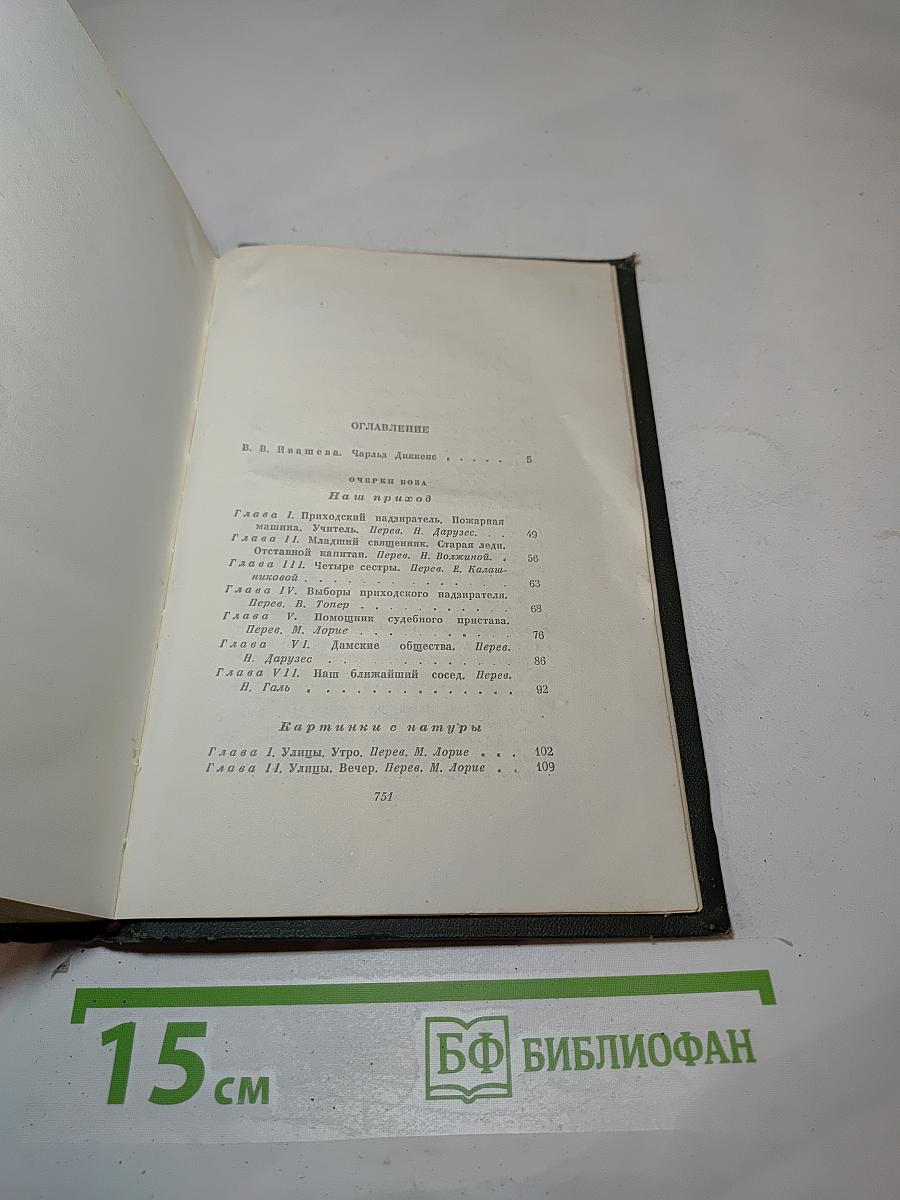 ОГЛАВЛЕНИЕ
В. В. Ивашева. Чарльз Диккенс . . . . . 5
ОЧЕРКИ БОЗА
Наш приход
Глава I. Приходский надзиратель. Пожарная
машина. Учитель. Перев. Н. Дарузес. . . 49
Глава II. Младший священник. Старая леди.
Отставной капитан. Перев. Н. Волжиной. . 56
Глава III. Четыре сестры. Перев. Е. Калаш-
никовой . . . . . . . . . . . . . . 63
Глава IV. Выборы приходского надзирателя.
Перев. В. Топер . . . . . . . . . . . 68
Глава V. Помощник судебного пристава.
Перев. М. Лорие . . . . . . . . . . . 76
Глава VI. Дамские общества. Перев.
Н. Дарузес . . . . . . . . . . . . . 86
Глава VII. Наш ближайший сосед. Перев.
Н. Галь . . . . . . . . . . . . . . 92
Картинки с натуры
Глава I. Улицы. Утро. Перев. М. Лорие . . . 102
Глава II. Улицы. Вечер. Перев. М. Лорие . . 109
751
15 см
БФ БИБЛИОФАН